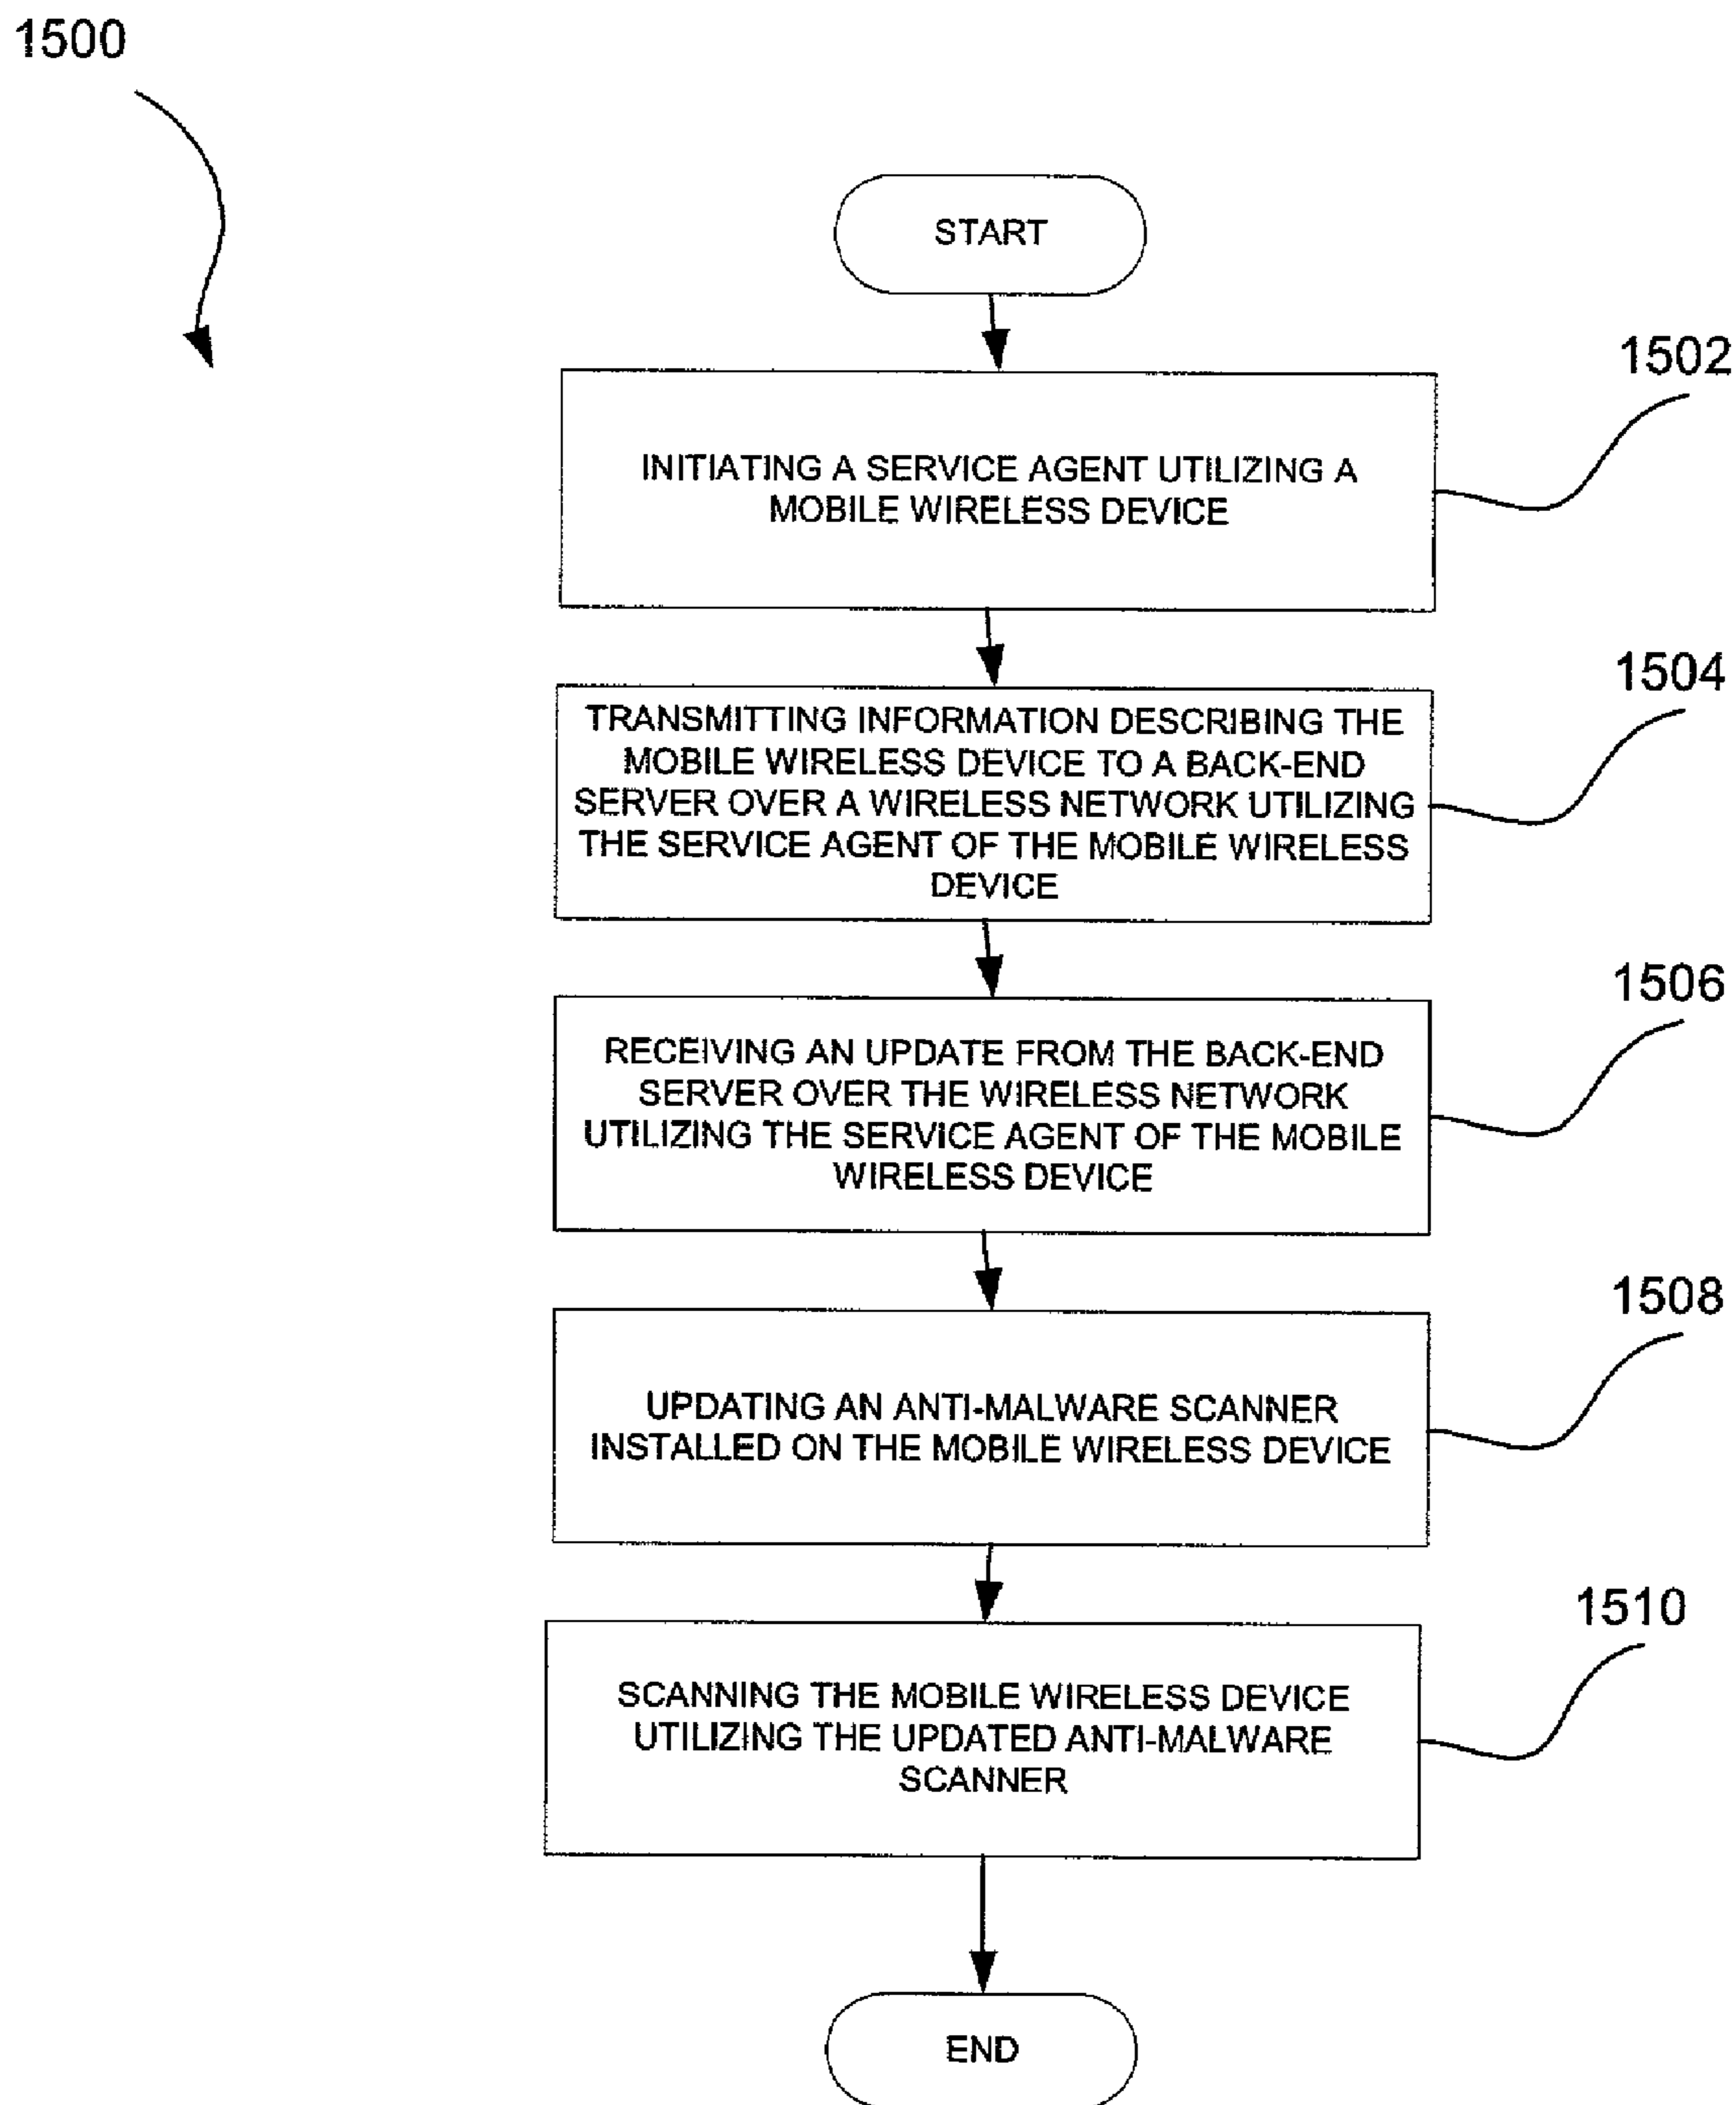 1500
START
1502
INITIATING A SERVICE AGENT UTILIZING A
MOBILE WIRELESS DEVICE
1504
TRANSMITTING INFORMATION DESCRIBING THE
MOBILE WIRELESS DEVICE TO A BACK-END
SERVER OVER A WIRELESS NETWORK UTILIZING
THE SERVICE AGENT OF THE MOBILE WIRELESS
DEVICE
1506
RECEIVING AN UPDATE FROM THE BACK-END
SERVER OVER THE WIRELESS NETWORK
UTILIZING THE SERVICE AGENT OF THE MOBILE
WIRELESS DEVICE
1508
UPDATING AN ANTI-MALWARE SCANNER
INSTALLED ON THE MOBILE WIRELESS DEVICE
1510
SCANNING THE MOBILE WIRELESS DEVICE
UTILIZING THE UPDATED ANTI-MALWARE
SCANNER
END